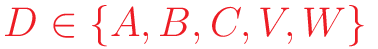 D ∈ {A, B, C, V, W}